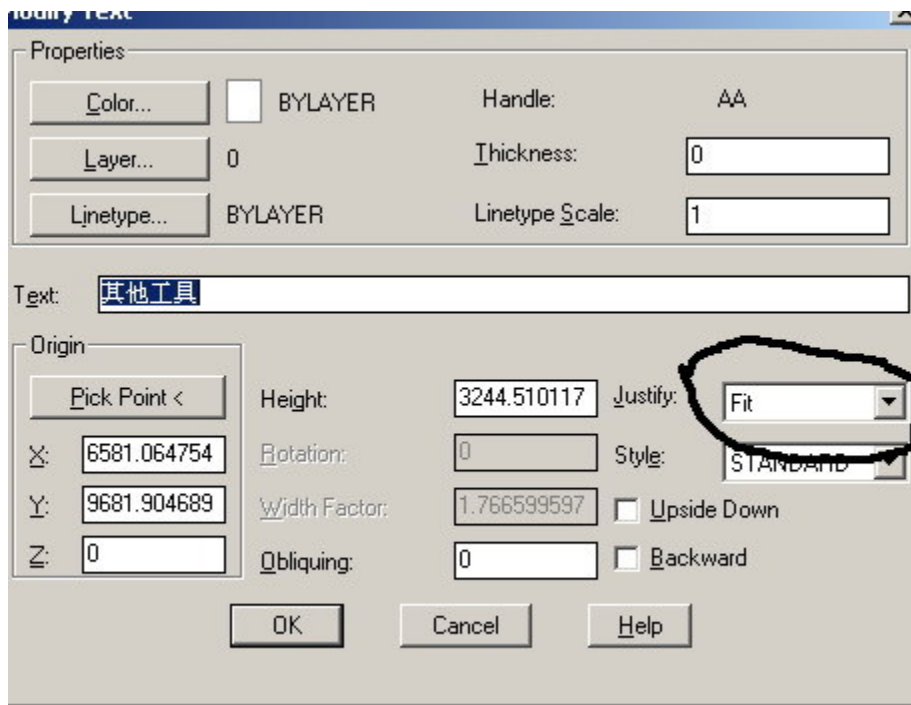 Modify Text
Properties
Color... BYLAYER Handle: AA
Layer... 0 Thickness: 0
Linetype... BYLAYER Linetype Scale: 1
Text: 其他工具
Origin
Pick Point < Height: 3244.510117 Justify: Fit
X: 6581.064754 Rotation: 0 Style: STANDARD
Y: 9681.904689 Width Factor: 1.766599597 Upside Down
Z: 0 Obliquing: 0 Backward
OK Cancel Help